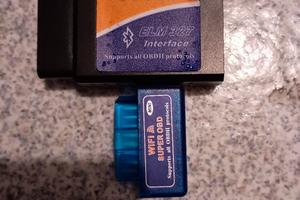 ELM 327
Interface
Supports all OBDII protocols
WiFi
SUPER OBD
Supports all OBDII protocols